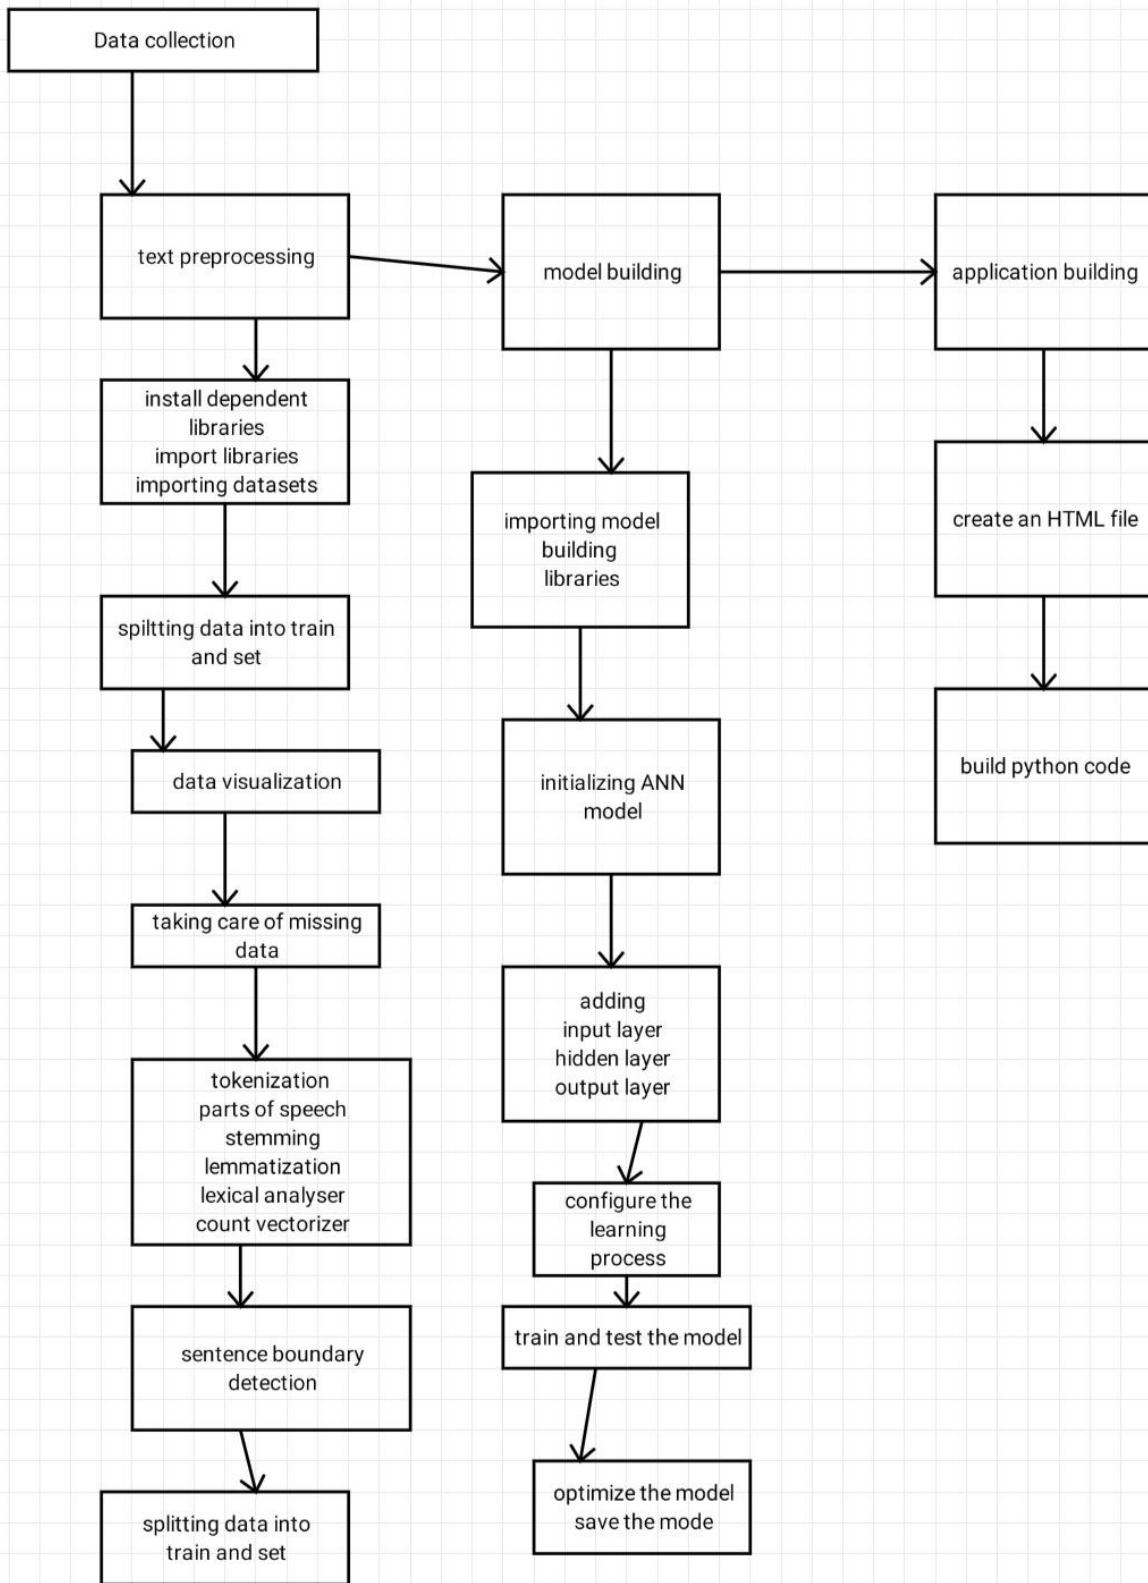 Data collection
text preprocessing
install dependent
libraries
import libraries
importing datasets
spiltting data into train
and set
data visualization
taking care of missing
data
tokenization
parts of speech
stemming
lemmatization
lexical analyser
count vectorizer
sentence boundary
detection
splitting data into
train and set
model building
importing model
building
libraries
initializing ANN
model
adding
input layer
hidden layer
output layer
configure the
learning
process
train and test the model
optimize the model
save the mode
application building
create an HTML file
build python code